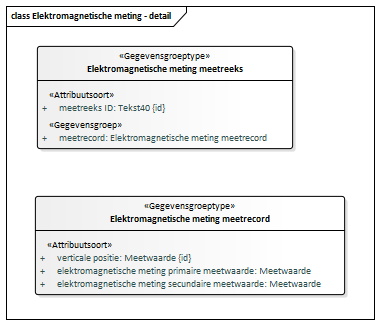 class Elektromagnetische meting - detail
«Gegevensgroeptype»
Elektromagnetische meting meetreeks
«Attribuutsoort»
+ meetreeks ID: Tekst40 {id}
«Gegevensgroep»
+ meetrecord: Elektromagnetische meting meetrecord
«Gegevensgroeptype»
Elektromagnetische meting meetrecord
«Attribuutsoort»
+ verticale positie: Meetwaarde {id}
+ elektromagnetische meting primaire meetwaarde: Meetwaarde
+ elektromagnetische meting secundaire meetwaarde: Meetwaarde